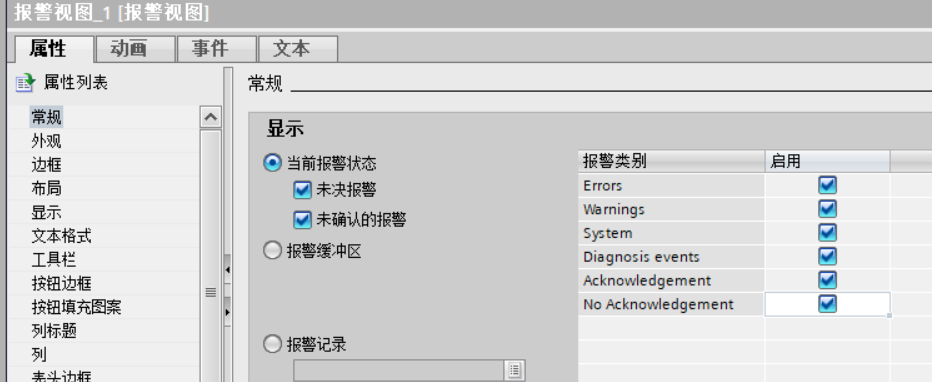 报警视图_1 [报警视图]
属性 动画 事件 文本
属性列表
常规
外观
边框
布局
显示
文本格式
工具栏
按钮边框
按钮填充图案
列标题
列
表头边框
常规
显示
当前报警状态
未决报警
未确认的报警
报警缓冲区
报警记录
报警类别 启用
Errors
Warnings
System
Diagnosis events
Acknowledgement
No Acknowledgement